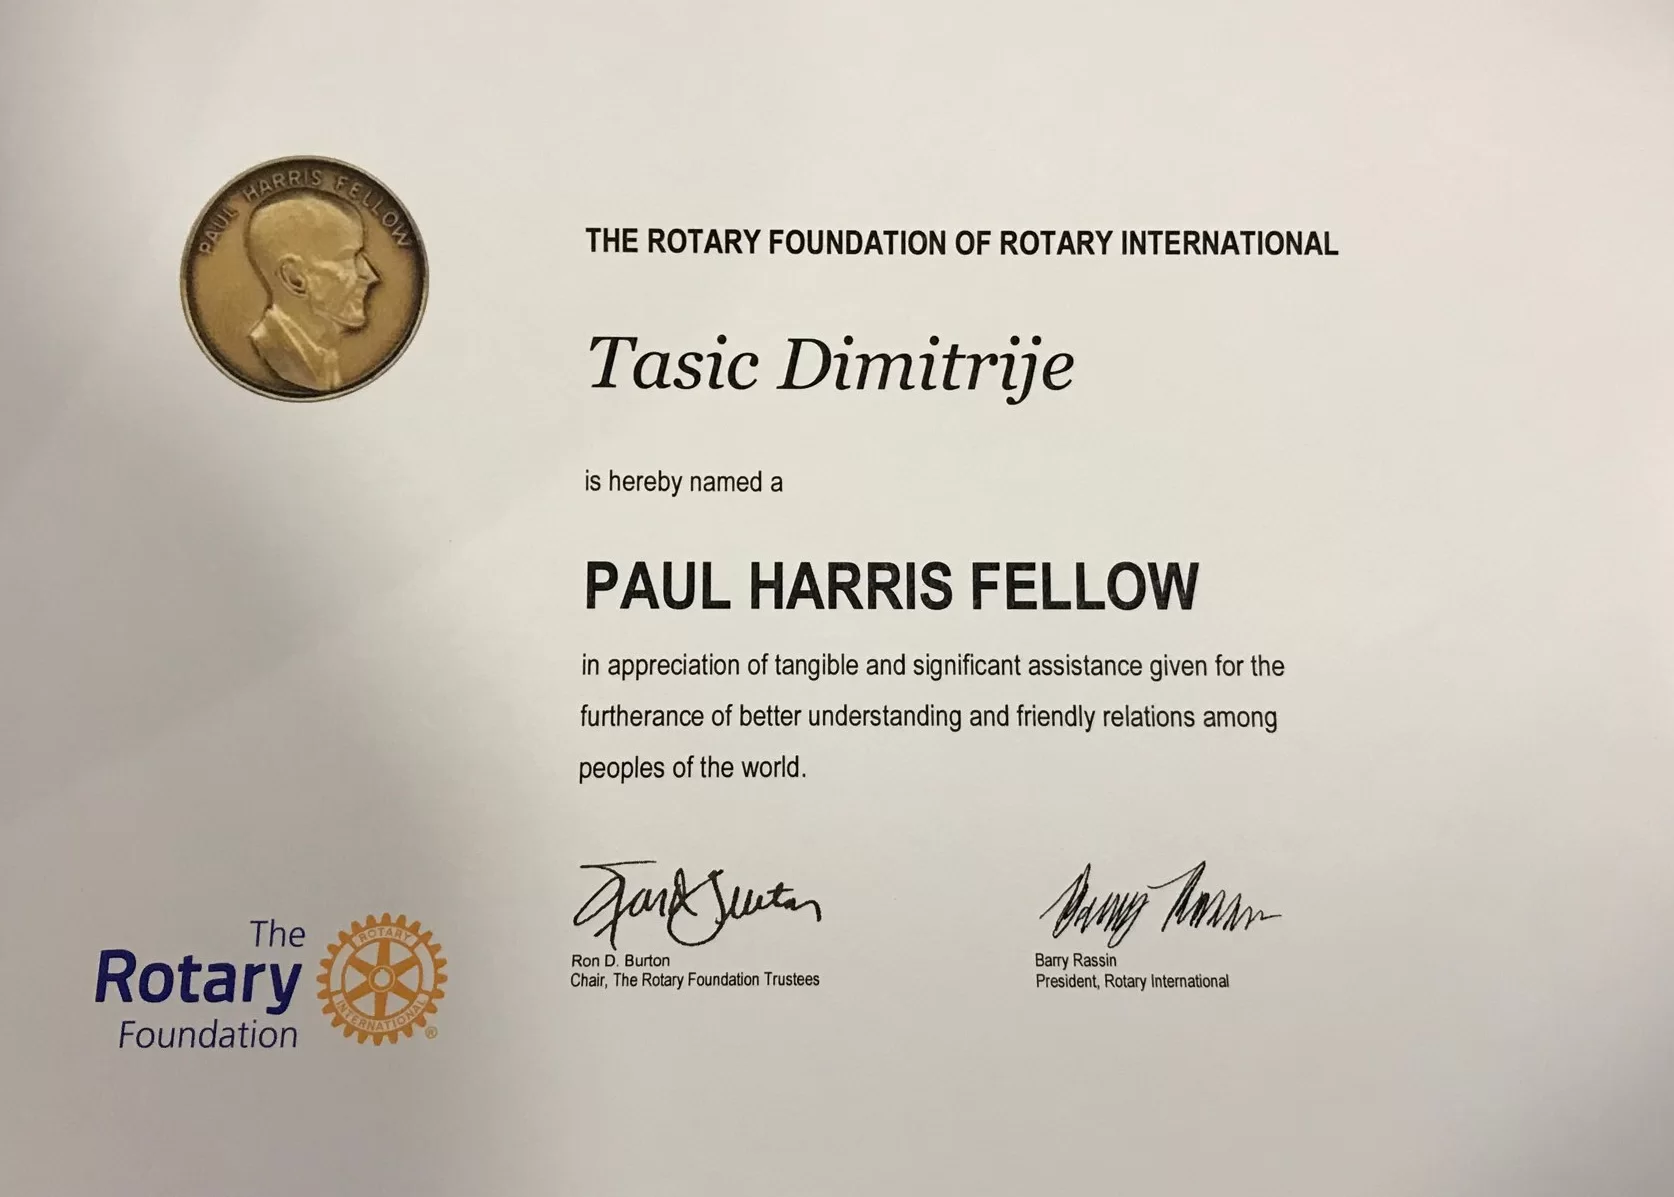 PAUL HARRIS FELLOW
THE ROTARY FOUNDATION OF ROTARY INTERNATIONAL
Tasic Dimitrije
is hereby named a
PAUL HARRIS FELLOW
in appreciation of tangible and significant assistance given for the
furtherance of better understanding and friendly relations among
peoples of the world.
Ron D. Burton
Chair, The Rotary Foundation Trustees
Barry Rassin
President, Rotary International
The
Rotary
Foundation
ROTARY
INTERNATIONAL
®